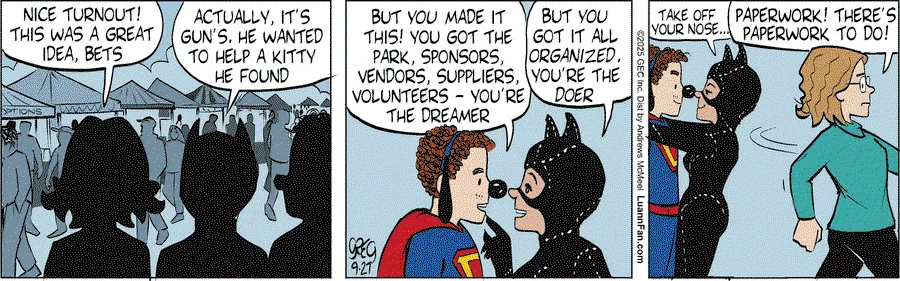 NICE TURNOUT!
THIS WAS A GREAT
IDEA, BETS
ACTUALLY, IT'S
GUN'S. HE WANTED
TO HELP A KITTY
HE FOUND
OPTIONS
BUT YOU MADE IT
THIS! YOU GOT THE
PARK, SPONSORS,
VENDORS, SUPPLIERS,
VOLUNTEERS - YOU'RE
THE DREAMER
BUT YOU
GOT IT ALL
ORGANIZED.
YOU'RE THE
DOER
GREG
9-27
TAKE OFF
YOUR NOSE...
PAPERWORK! THERE'S
PAPERWORK TO DO!
©2025 GEC Inc. Dist by Andrews McMeel LuannFan.com